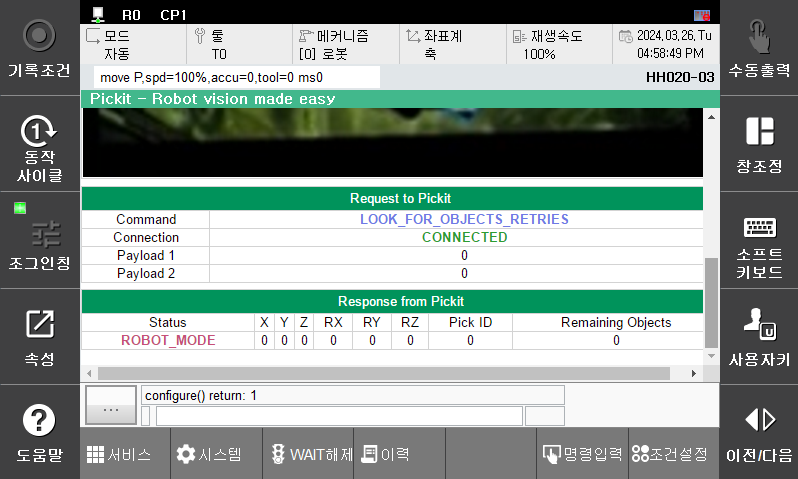 R0 CP1
기록조건
모드
자동
툴
T0
메커니즘
[0] 로봇
좌표계
축
재생속도
100%
2024,03,26,Tu
04:58:49 PM
수동출력
move P,spd=100%,accu=0,tool=0 ms0
HH020-03
Pickit - Robot vision made easy
1
동작
사이클
창조정
Request to Pickit
Command LOOK_FOR_OBJECTS_RETRIES
Connection CONNECTED
Payload 1 0
Payload 2 0
조그인칭
소프트
키보드
Response from Pickit
Status X Y Z RX RY RZ Pick ID Remaining Objects
ROBOT_MODE 0 0 0 0 0 0 0 0
속성
U
사용자키
...
configure() return: 1
?
도움말
서비스
시스템
WAIT해제
이력
명령입력
조건설정
이전/다음